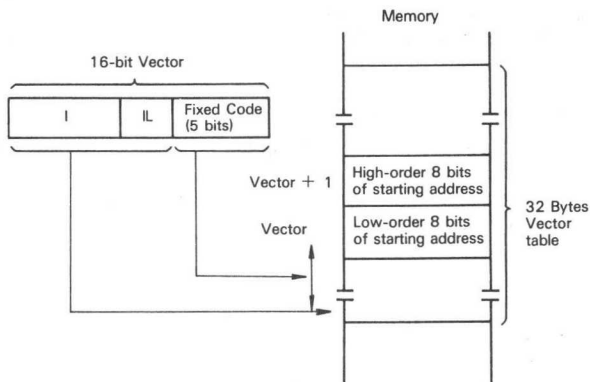 Memory
16-bit Vector
I
IL
Fixed Code
(5 bits)
Vector + 1
High-order 8 bits
of starting address
Vector
Low-order 8 bits
of starting address
32 Bytes
Vector
table